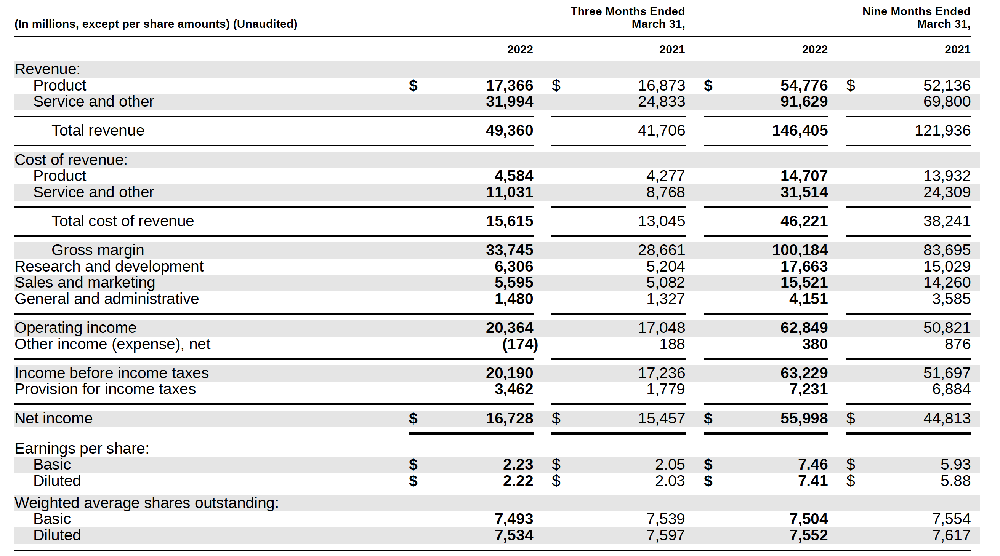 Three Months Ended Nine Months Ended
(In millions, except per share amounts) (Unaudited) March 31, March 31,
2022 2021 2022 2021
Revenue:
Product $ 17,366 $ 16,873 $ 54,776 $ 52,136
Service and other 31,994 24,833 91,629 69,800
Total revenue 49,360 41,706 146,405 121,936
Cost of revenue:
Product 4,584 4,277 14,707 13,932
Service and other 11,031 8,768 31,514 24,309
Total cost of revenue 15,615 13,045 46,221 38,241
Gross margin 33,745 28,661 100,184 83,695
Research and development 6,306 5,204 17,663 15,029
Sales and marketing 5,595 5,082 15,521 14,260
General and administrative 1,480 1,327 4,151 3,585
Operating income 20,364 17,048 62,849 50,821
Other income (expense), net (174) 188 380 876
Income before income taxes 20,190 17,236 63,229 51,697
Provision for income taxes 3,462 1,779 7,231 6,884
Net income $ 16,728 $ 15,457 $ 55,998 $ 44,813
Earnings per share:
Basic $ 2.23 $ 2.05 $ 7.46 $ 5.93
Diluted $ 2.22 $ 2.03 $ 7.41 $ 5.88
Weighted average shares outstanding:
Basic 7,493 7,539 7,504 7,554
Diluted 7,534 7,597 7,552 7,617